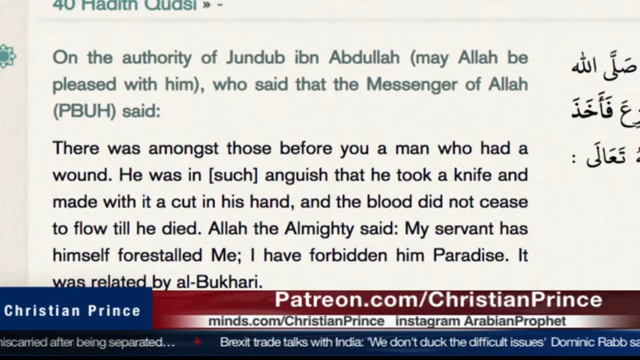 40 Hadith Qudsi » -
On the authority of Jundub ibn Abdullah (may Allah be
pleased with him), who said that the Messenger of Allah
(PBUH) said:
There was amongst those before you a man who had a
wound. He was in [such] anguish that he took a knife and
made with it a cut in his hand, and the blood did not cease
to flow till he died. Allah the Almighty said: My servant has
himself forestalled Me; I have forbidden him Paradise. It
was related by al-Bukhari.
صَلَّى الله
فَأَخَذَ
تَعَالَى :
Christian Prince
Patreon.com/ChristianPrince
minds.com/ChristianPrince instagram ArabianProphet
miscarried after being separated… Brexit trade talks with India: 'We don't duck the difficult issues' Dominic Rabb sa